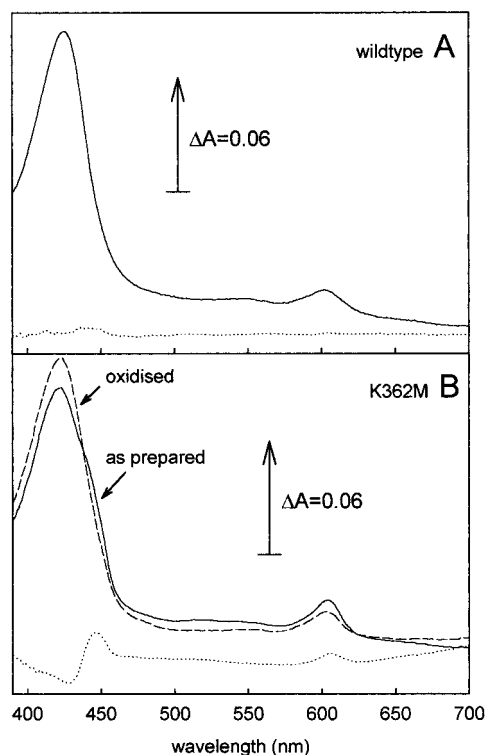 wildtype A
ΔA=0.06
oxidised
K362M B
as prepared
ΔA=0.06
400 450 500 550 600 650 700
wavelength (nm)